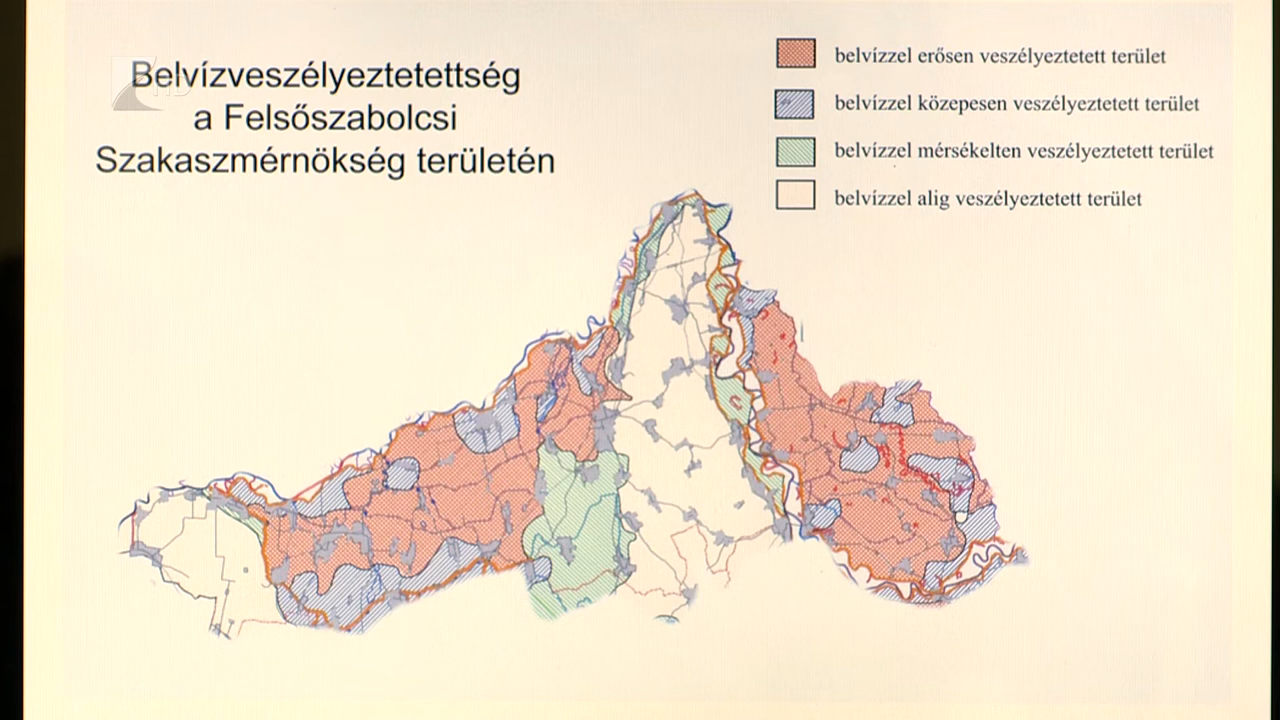 Belvízveszélyeztetettség
a Felsőszabolcsi
Szakaszmérnökség területén
belvízzel erősen veszélyeztetett terület
belvízzel közepesen veszélyeztetett terület
belvízzel mérsékelten veszélyeztetett terület
belvízzel alig veszélyeztetett terület
HD